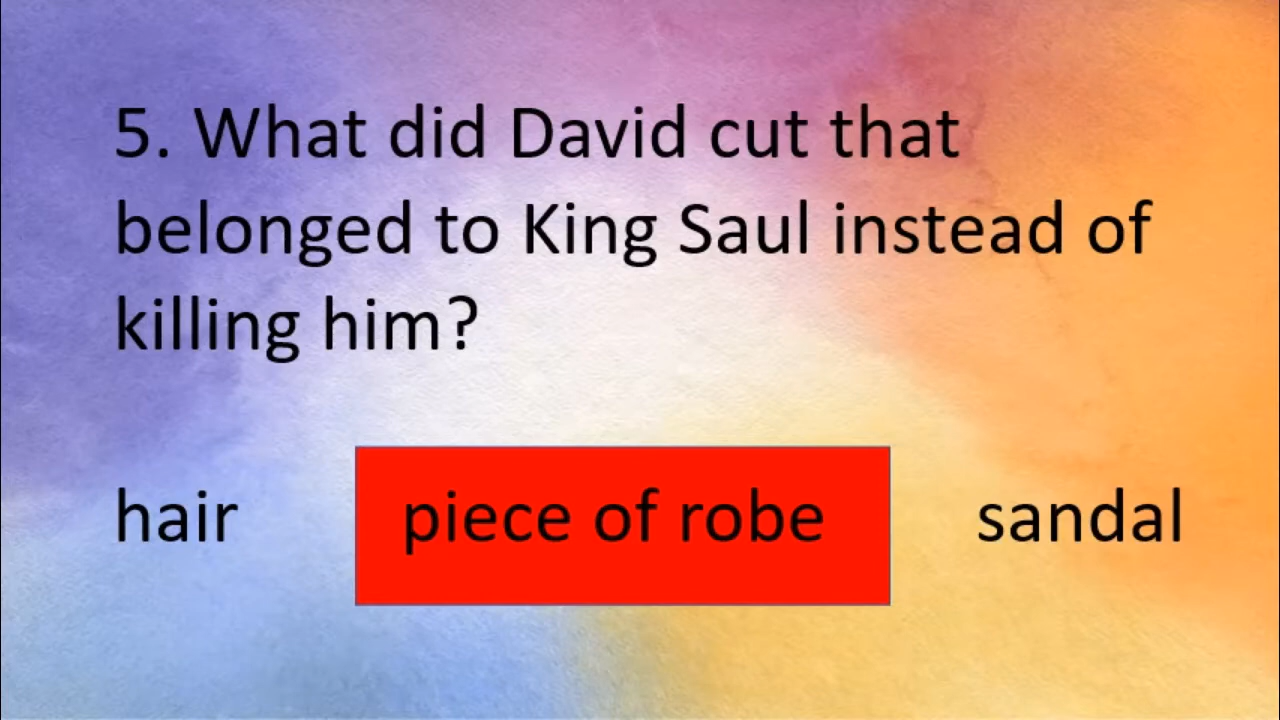 5. What did David cut that
belonged to King Saul instead of
killing him?
hair piece of robe sandal